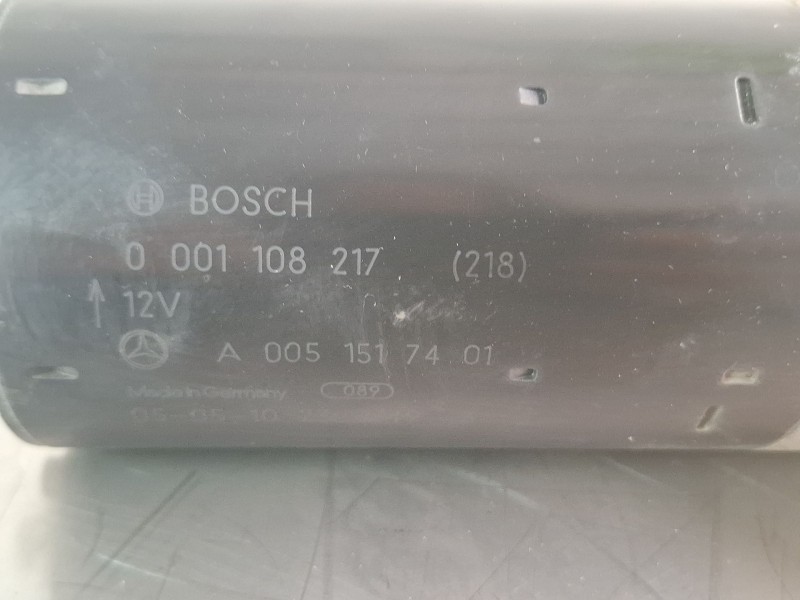 BOSCH
0 001 108 217 (218)
12V
A 005 151 74 01
Made in Germany 089